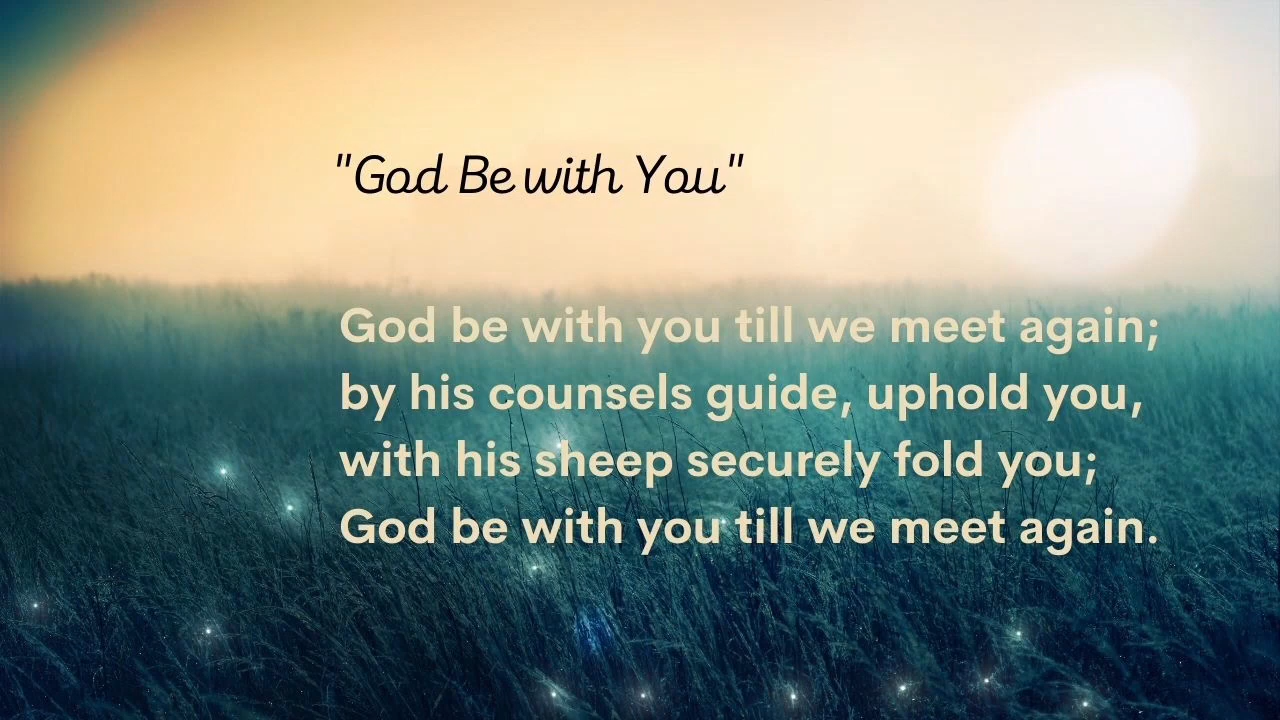 "God Be with You"
God be with you till we meet again;
by his counsels guide, uphold you,
with his sheep securely fold you;
God be with you till we meet again.